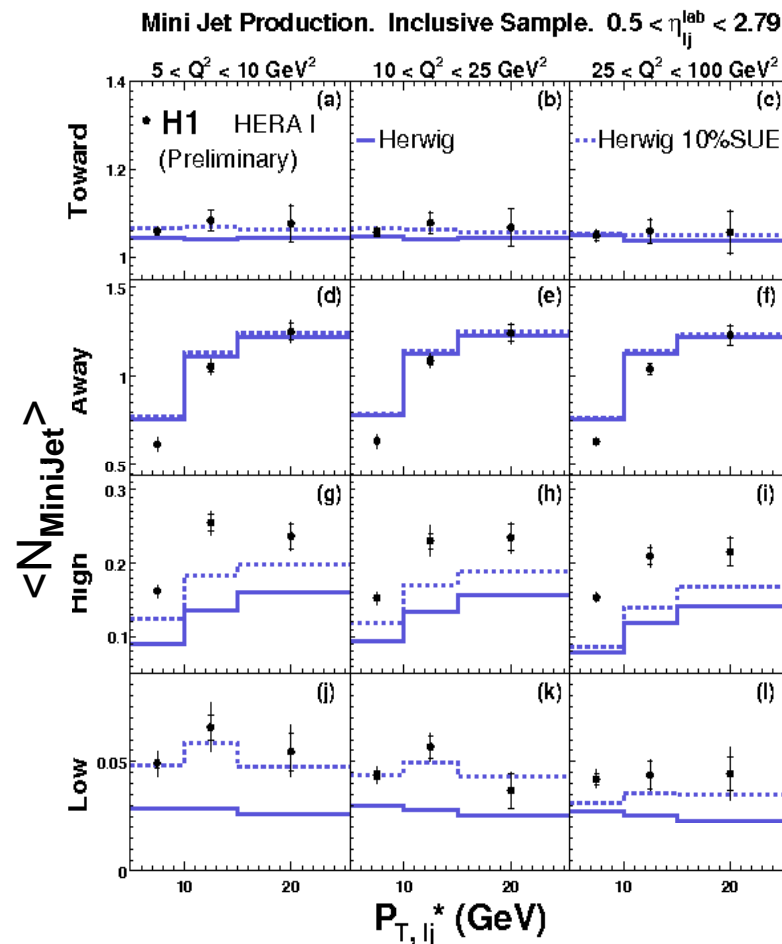 Mini Jet Production. Inclusive Sample. 0.5 < η_lj^lab < 2.79
5 < Q² < 10 GeV²
10 < Q² < 25 GeV²
25 < Q² < 100 GeV²
<N_MiniJet>
Toward
1.4
1.2
1
(a)
H1 HERA I
(Preliminary)
(b)
Herwig
(c)
Herwig 10%SUE
Away
1.5
1
0.5
(d)
(e)
(f)
High
0.3
0.2
0.1
(g)
(h)
(i)
Low
0.05
0
(j)
(k)
(l)
10 20 10 20 10 20
P_T, lj* (GeV)